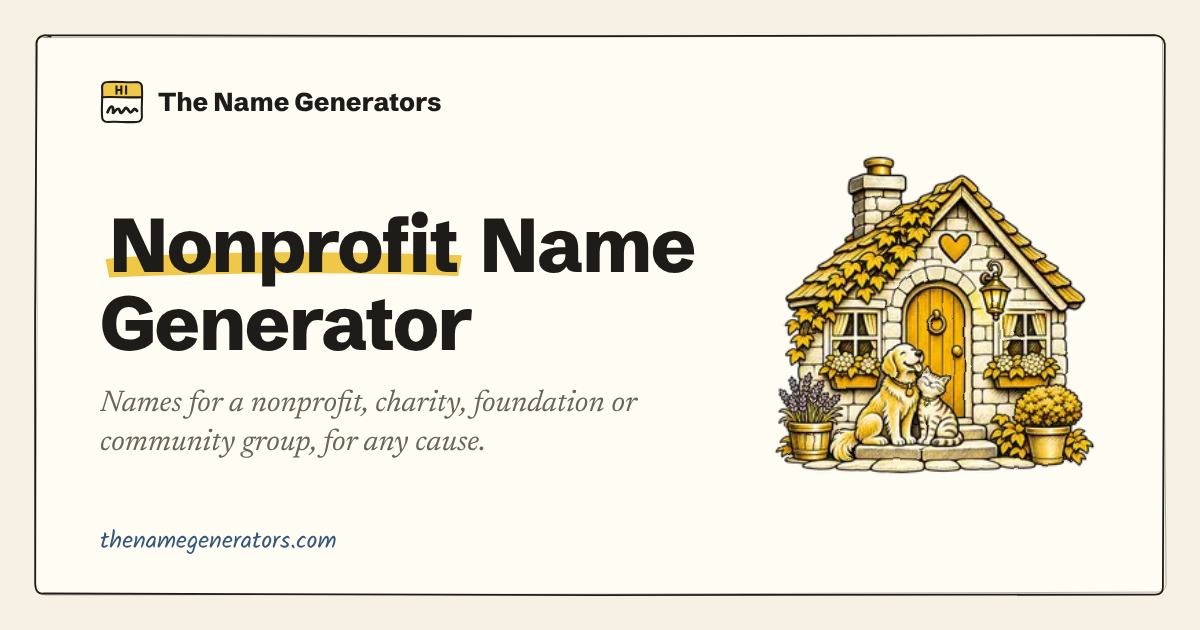 HI
The Name Generators
Nonprofit Name
Generator
Names for a nonprofit, charity, foundation or
community group, for any cause.
thenamegenerators.com